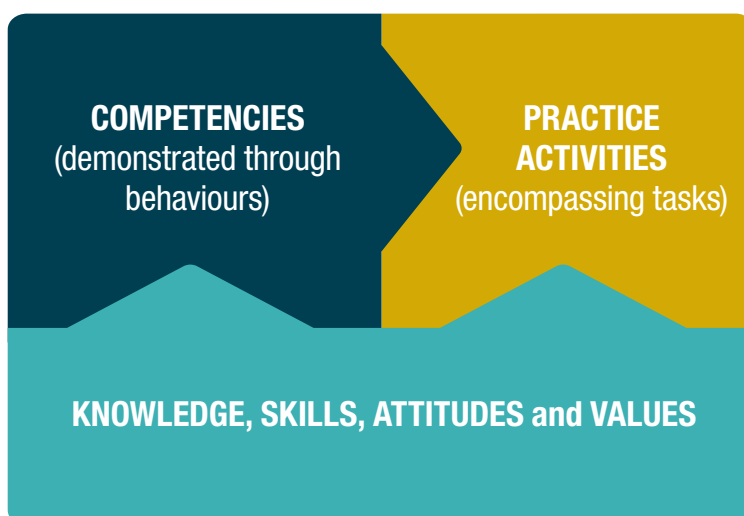 COMPETENCIES
(demonstrated through
behaviours)
PRACTICE
ACTIVITIES
(encompassing tasks)
KNOWLEDGE, SKILLS, ATTITUDES and VALUES